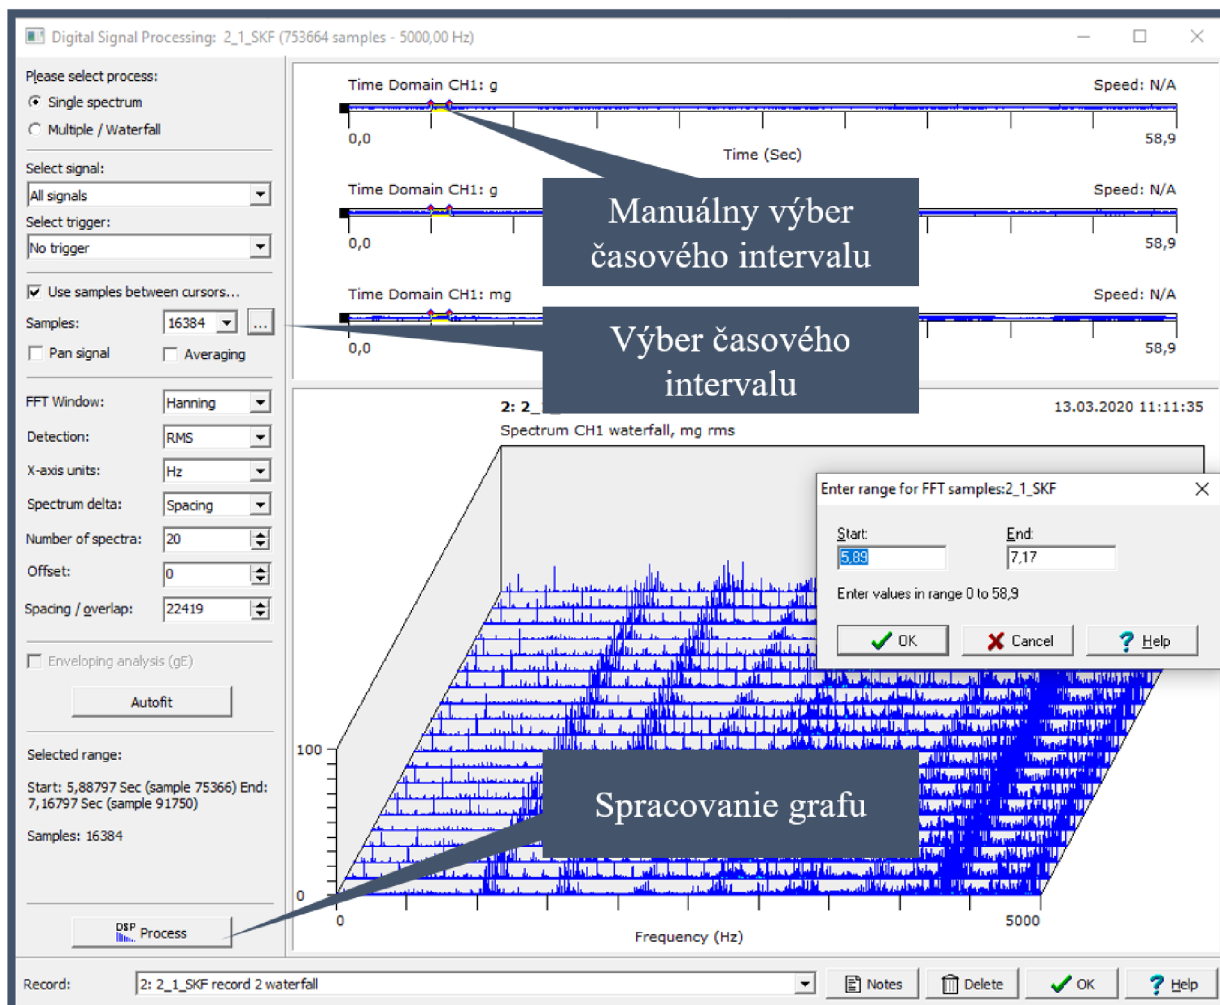 Digital Signal Processing: 2_1_SKF (753664 samples - 5000,00 Hz)
Please select process:
Single spectrum
Multiple / Waterfall
Select signal:
All signals
Select trigger:
No trigger
Use samples between cursors...
Samples: 16384 ...
Pan signal Averaging
FFT Window: Hanning
Detection: RMS
X-axis units: Hz
Spectrum delta: Spacing
Number of spectra: 20
Offset: 0
Spacing / overlap: 22419
Enveloping analysis (gE)
Autofit
Selected range:
Start: 5,88797 Sec (sample 75366) End:
7,16797 Sec (sample 91750)
Samples: 16384
DSP Process
Time Domain CH1: g Speed: N/A
0,0 58,9
Time (Sec)
Time Domain CH1: g Speed: N/A
0,0 58,9
Time Domain CH1: mg Speed: N/A
0,0 58,9
Manuálny výber
časového intervalu
Výber časového
intervalu
2: 2_1_ 13.03.2020 11:11:35
Spectrum CH1 waterfall, mg rms
Enter range for FFT samples:2_1_SKF
Start: End:
5,89 7,17
Enter values in range 0 to 58,9
OK Cancel Help
100
Spracovanie grafu
0
0 5000
Frequency (Hz)
Record: 2: 2_1_SKF record 2 waterfall Notes Delete OK Help